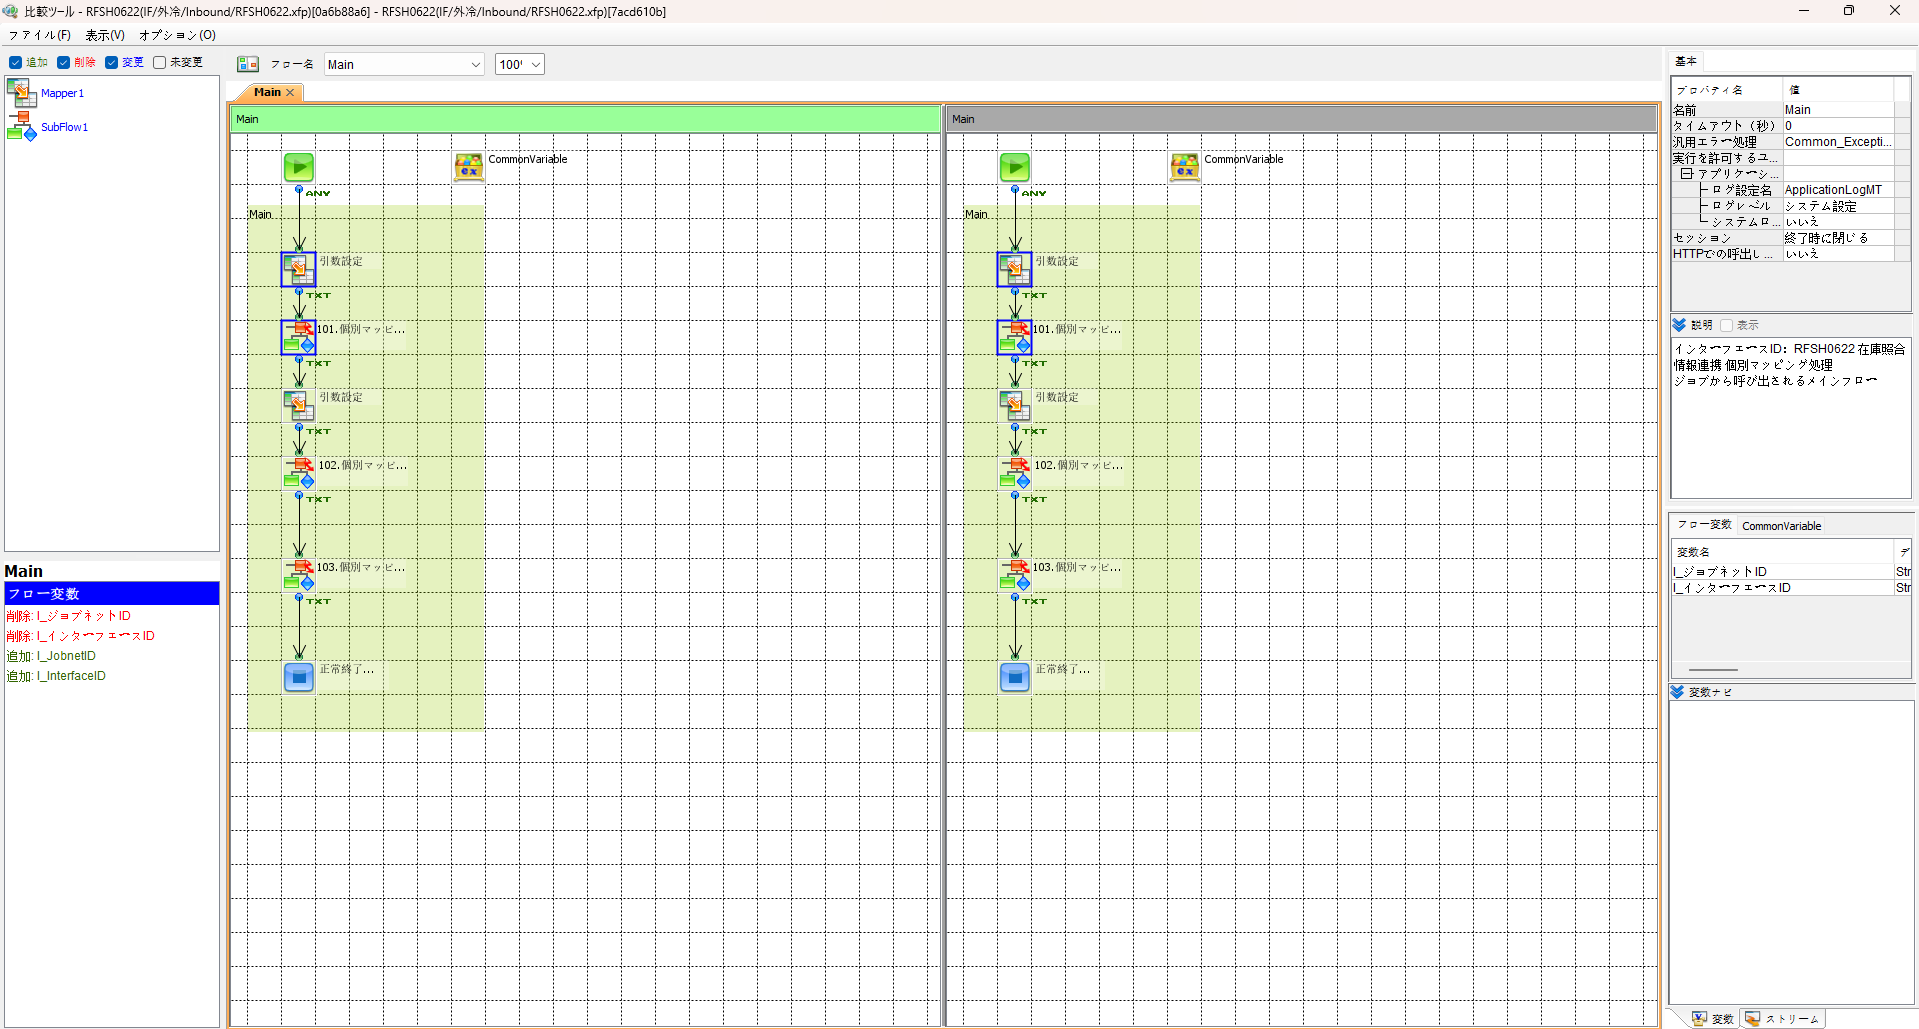 比較ツール - RFSH0622(IF/外冷/Inbound/RFSH0622.xfp)[0a6b88a6] - RFSH0622(IF/外冷/Inbound/RFSH0622.xfp)[7acd610b]
ファイル(F) 表示(V) オプション(O)
追加 削除 変更 未変更
フロー名 Main 100'
Mapper1
SubFlow1
Main
フロー変数
削除: I_ジョブネットID
削除: I_インターフェースID
追加: I_JobnetID
追加: I_InterfaceID
Main
Main
CommonVariable
ANY
Main
引数設定
TXT
101.個別マッピ...
TXT
引数設定
TXT
102.個別マッピ...
TXT
103.個別マッピ...
TXT
正常終了...
Main
CommonVariable
ANY
Main
引数設定
TXT
101.個別マッピ...
TXT
引数設定
TXT
102.個別マッピ...
TXT
103.個別マッピ...
TXT
正常終了...
基本
プロパティ名 値
名前 Main
タイムアウト（秒） 0
汎用エラー処理 Common_Excepti...
実行を許可するユ...
アプリケーシ...
ログ設定名 ApplicationLogMT
ログレベル システム設定
システムロ... いいえ
セッション 終了時に閉じる
HTTPでの呼出し... いいえ
説明 表示
インターフェースID: RFSH0622 在庫照合
情報連携 個別マッピング処理
ジョブから呼び出されるメインフロー
フロー変数 CommonVariable
変数名 デ
I_ジョブネットID Str
I_インターフェースID Str
変数ナビ
変数 ストリーム